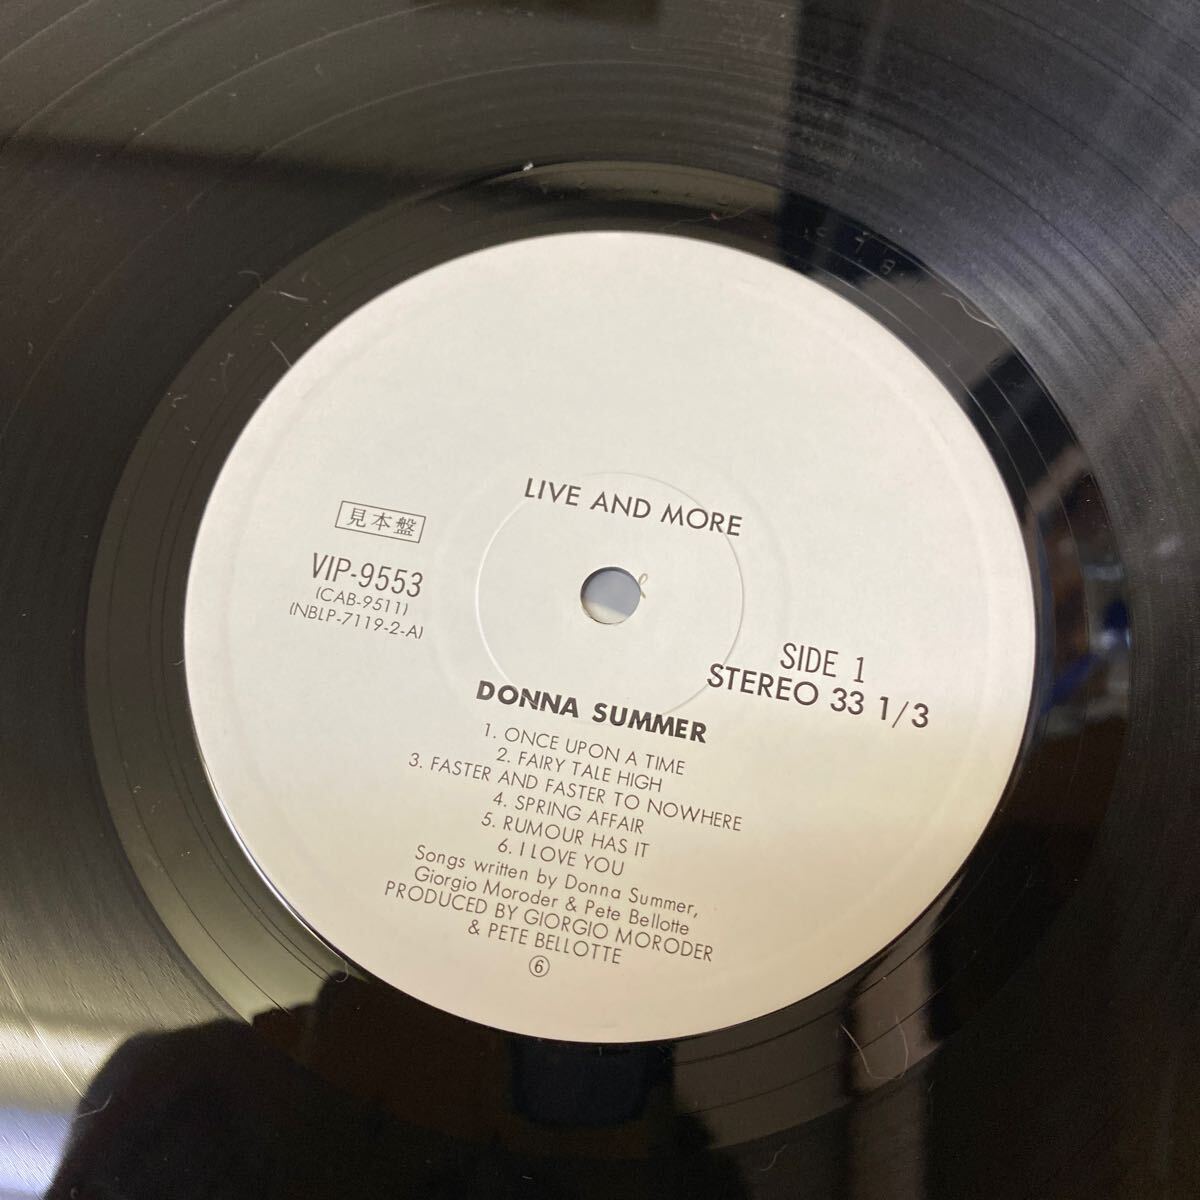 LIVE AND MORE
見本盤
VIP-9553
(CAB-9511)
(NBLP-7119-2-A)
SIDE 1
STEREO 33 1/3
DONNA SUMMER
1. ONCE UPON A TIME
2. FAIRY TALE HIGH
3. FASTER AND FASTER TO NOWHERE
4. SPRING AFFAIR
5. RUMOUR HAS IT
6. I LOVE YOU
Songs written by Donna Summer,
Giorgio Moroder & Pete Bellotte
PRODUCED BY GIORGIO MORODER
& PETE BELLOTTE
⑥